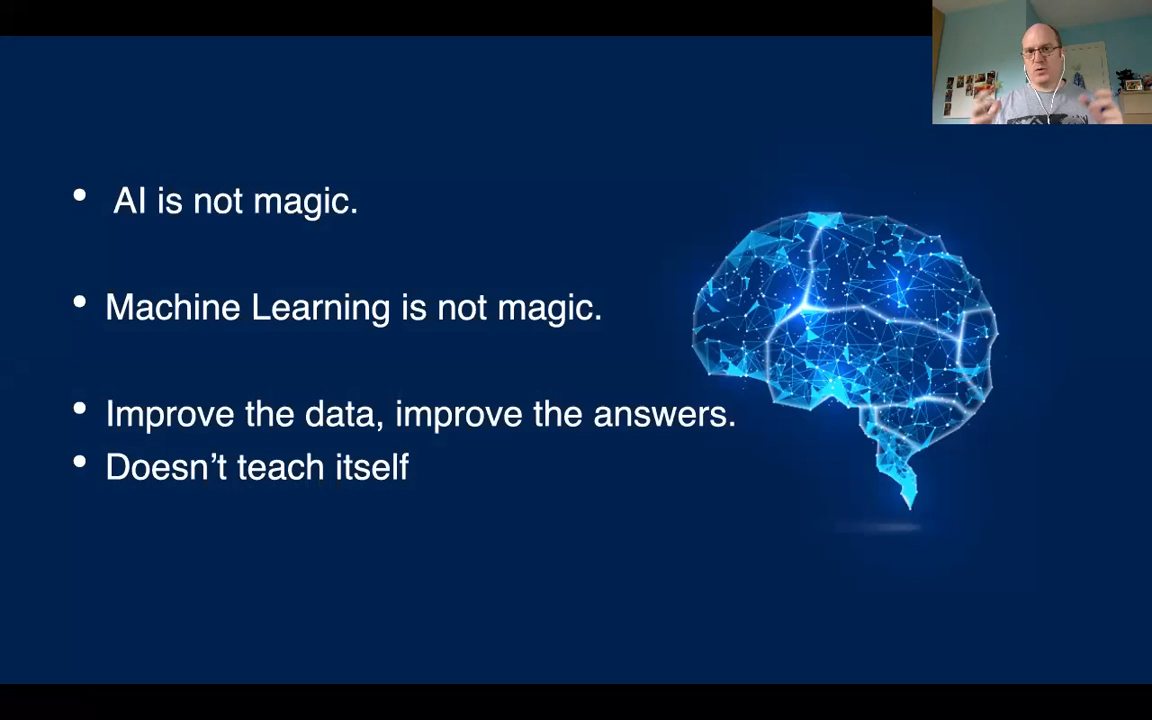 • AI is not magic.
• Machine Learning is not magic.
• Improve the data, improve the answers.
• Doesn’t teach itself